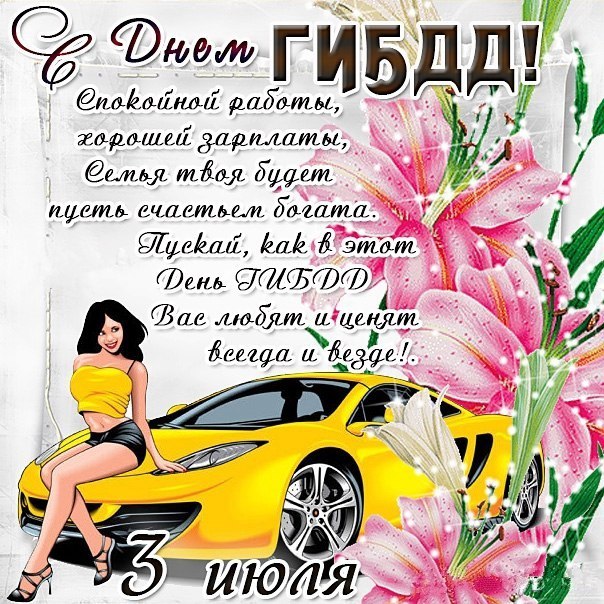 С Днем ГИБДД!
Спокойной работы,
хорошей зарплаты,
Семья твоя будет
пусть счастьем богата.
Пускай, как в этот
День ГИБДД
Вас любят и ценят
всегда и везде!.
3 июля